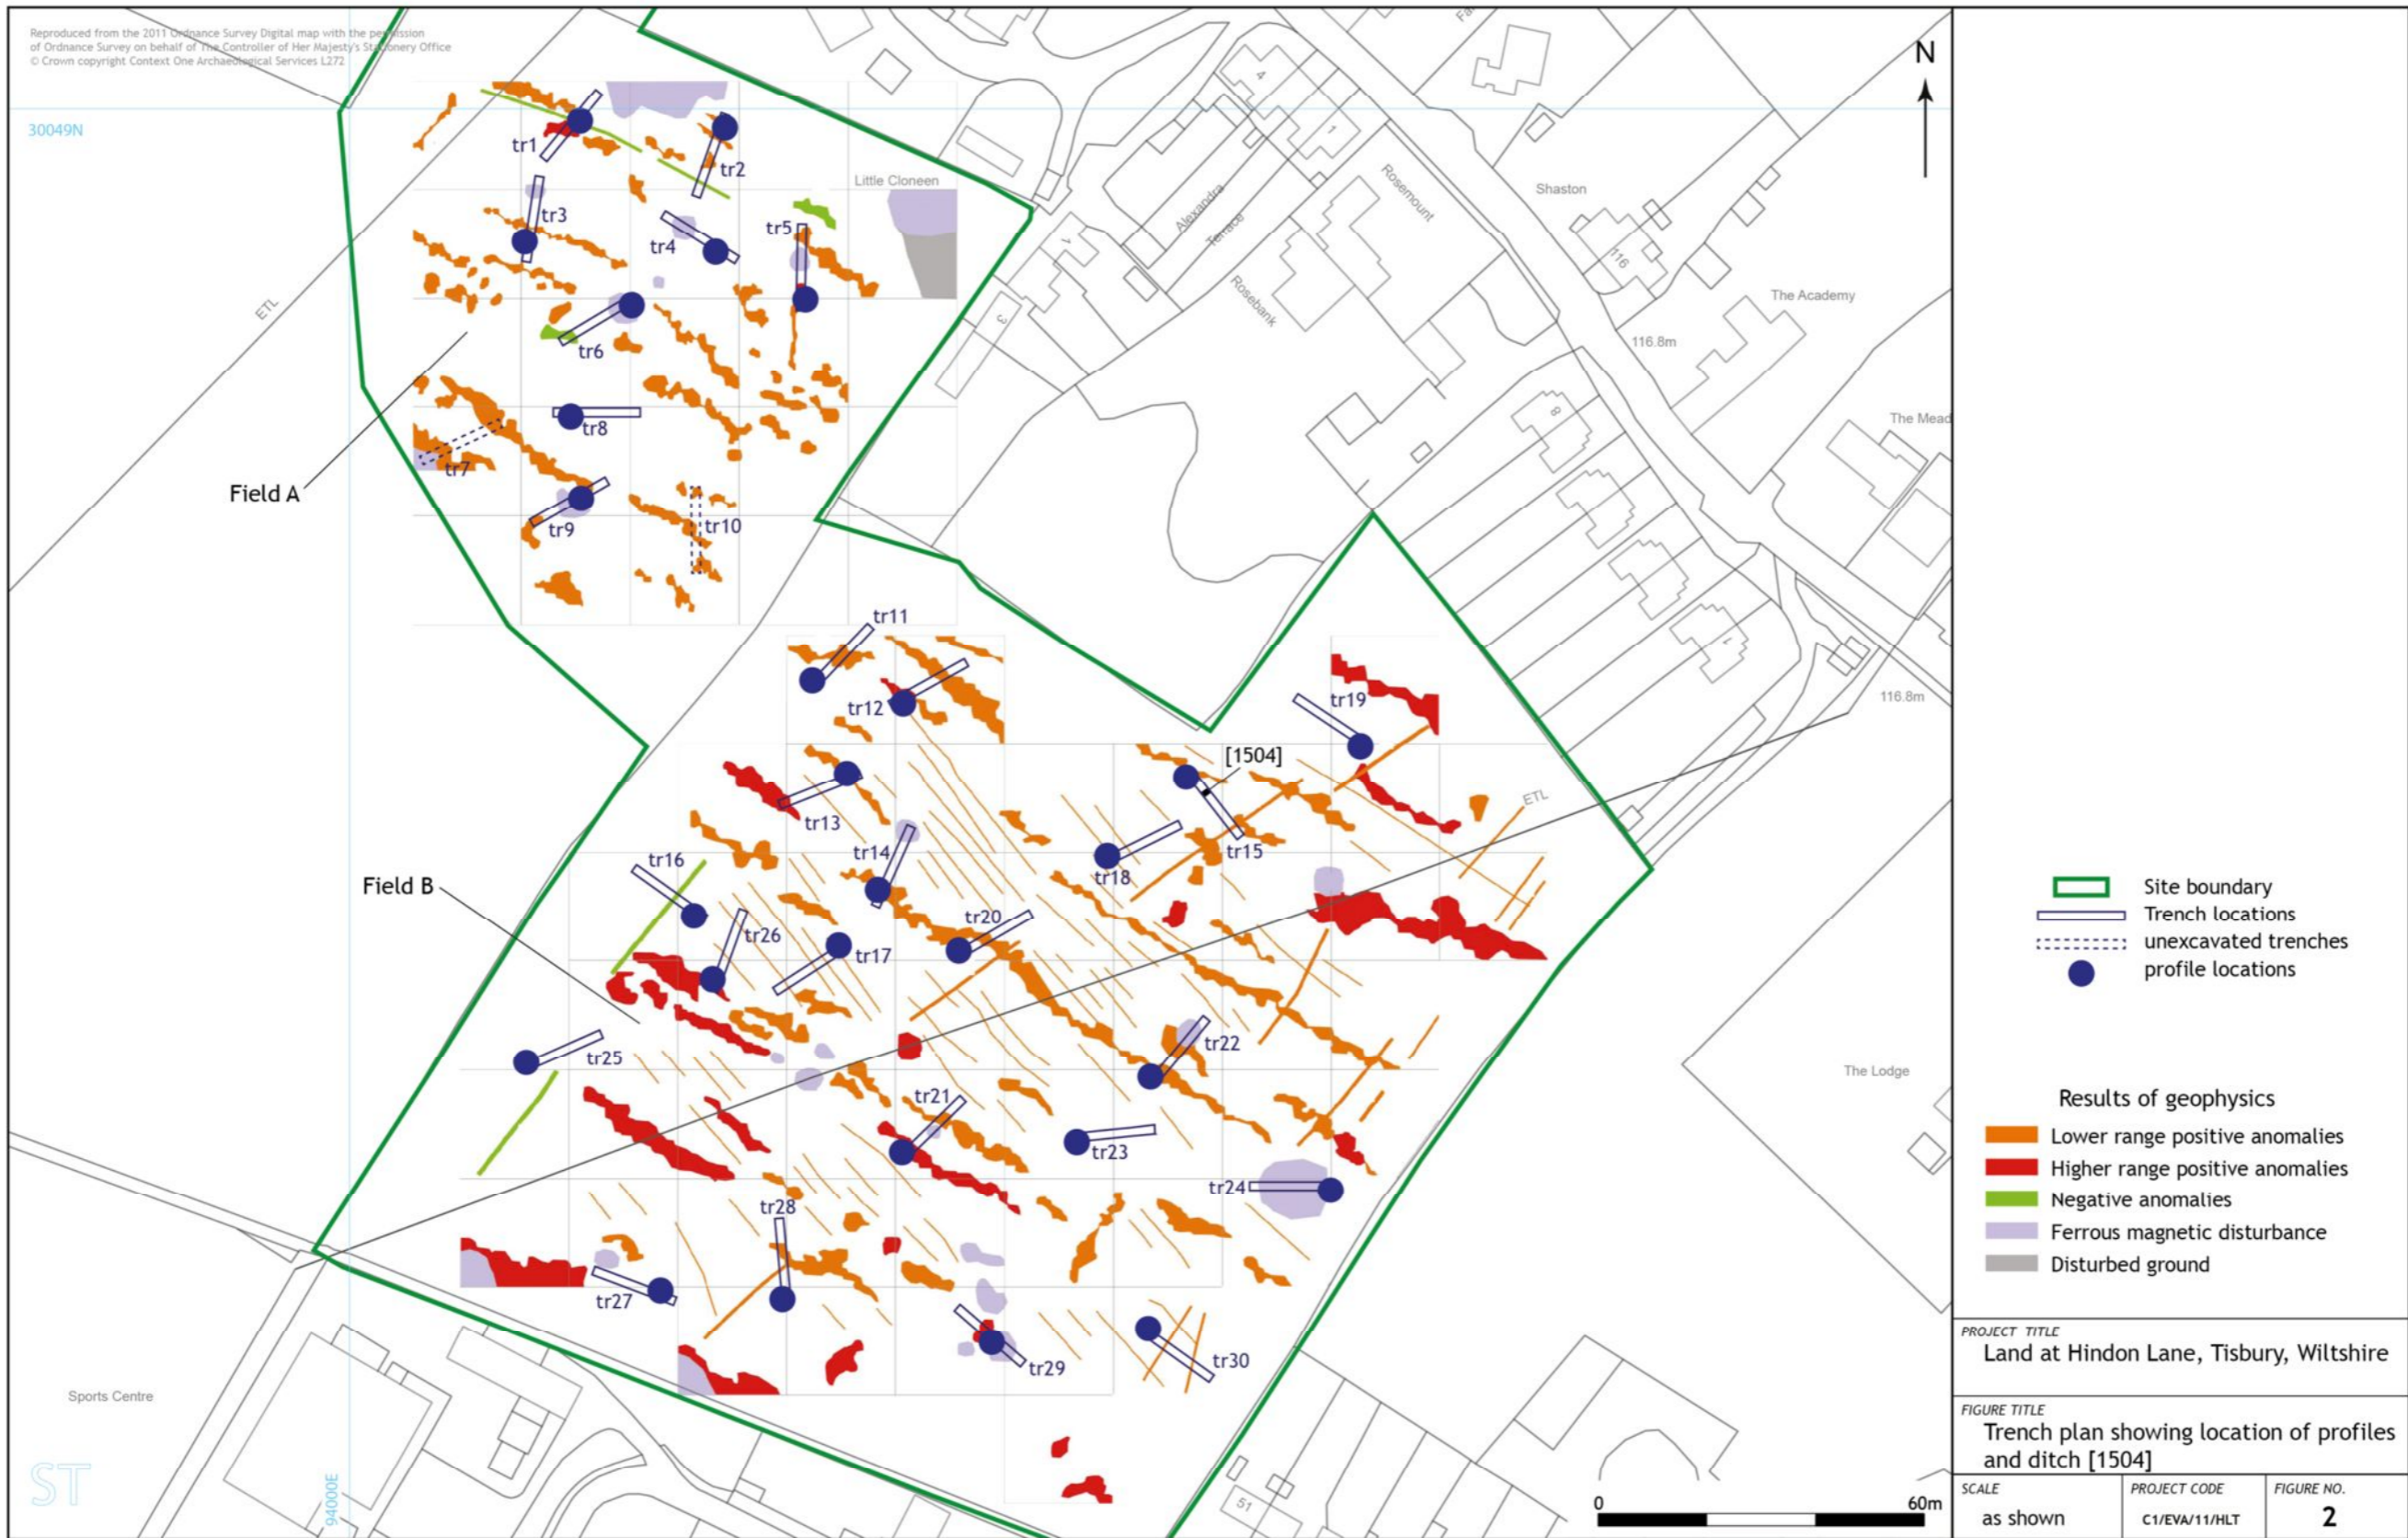 Reproduced from the 2011 Ordnance Survey Digital map with the permission
of Ordnance Survey on behalf of The Controller of Her Majesty's Stationery Office
© Crown copyright Context One Archaeological Services L272
N
30049N
4
1
tr1
tr2
Little Cloneen
Alexandra
Terrace
Rosemount
Shaston
116
tr3
tr4
tr5
1
ETL
3
Rosebank
The Academy
116.8m
tr6
tr8
8
The Mead
tr7
Field A
tr9
tr10
tr11
1
116.8m
tr12
tr19
[1504]
ETL
tr13
tr14
tr15
tr16
tr18
Field B
tr20
tr26
tr17
tr22
tr25
The Lodge
tr21
tr23
tr24
tr28
tr27
tr29
tr30
Sports Centre
ST
94000E
51
0
60m
Site boundary
Trench locations
unexcavated trenches
profile locations
Results of geophysics
Lower range positive anomalies
Higher range positive anomalies
Negative anomalies
Ferrous magnetic disturbance
Disturbed ground
PROJECT TITLE
Land at Hindon Lane, Tisbury, Wiltshire
FIGURE TITLE
Trench plan showing location of profiles
and ditch [1504]
SCALE
as shown
PROJECT CODE
C1/EVA/11/HLT
FIGURE NO.
2